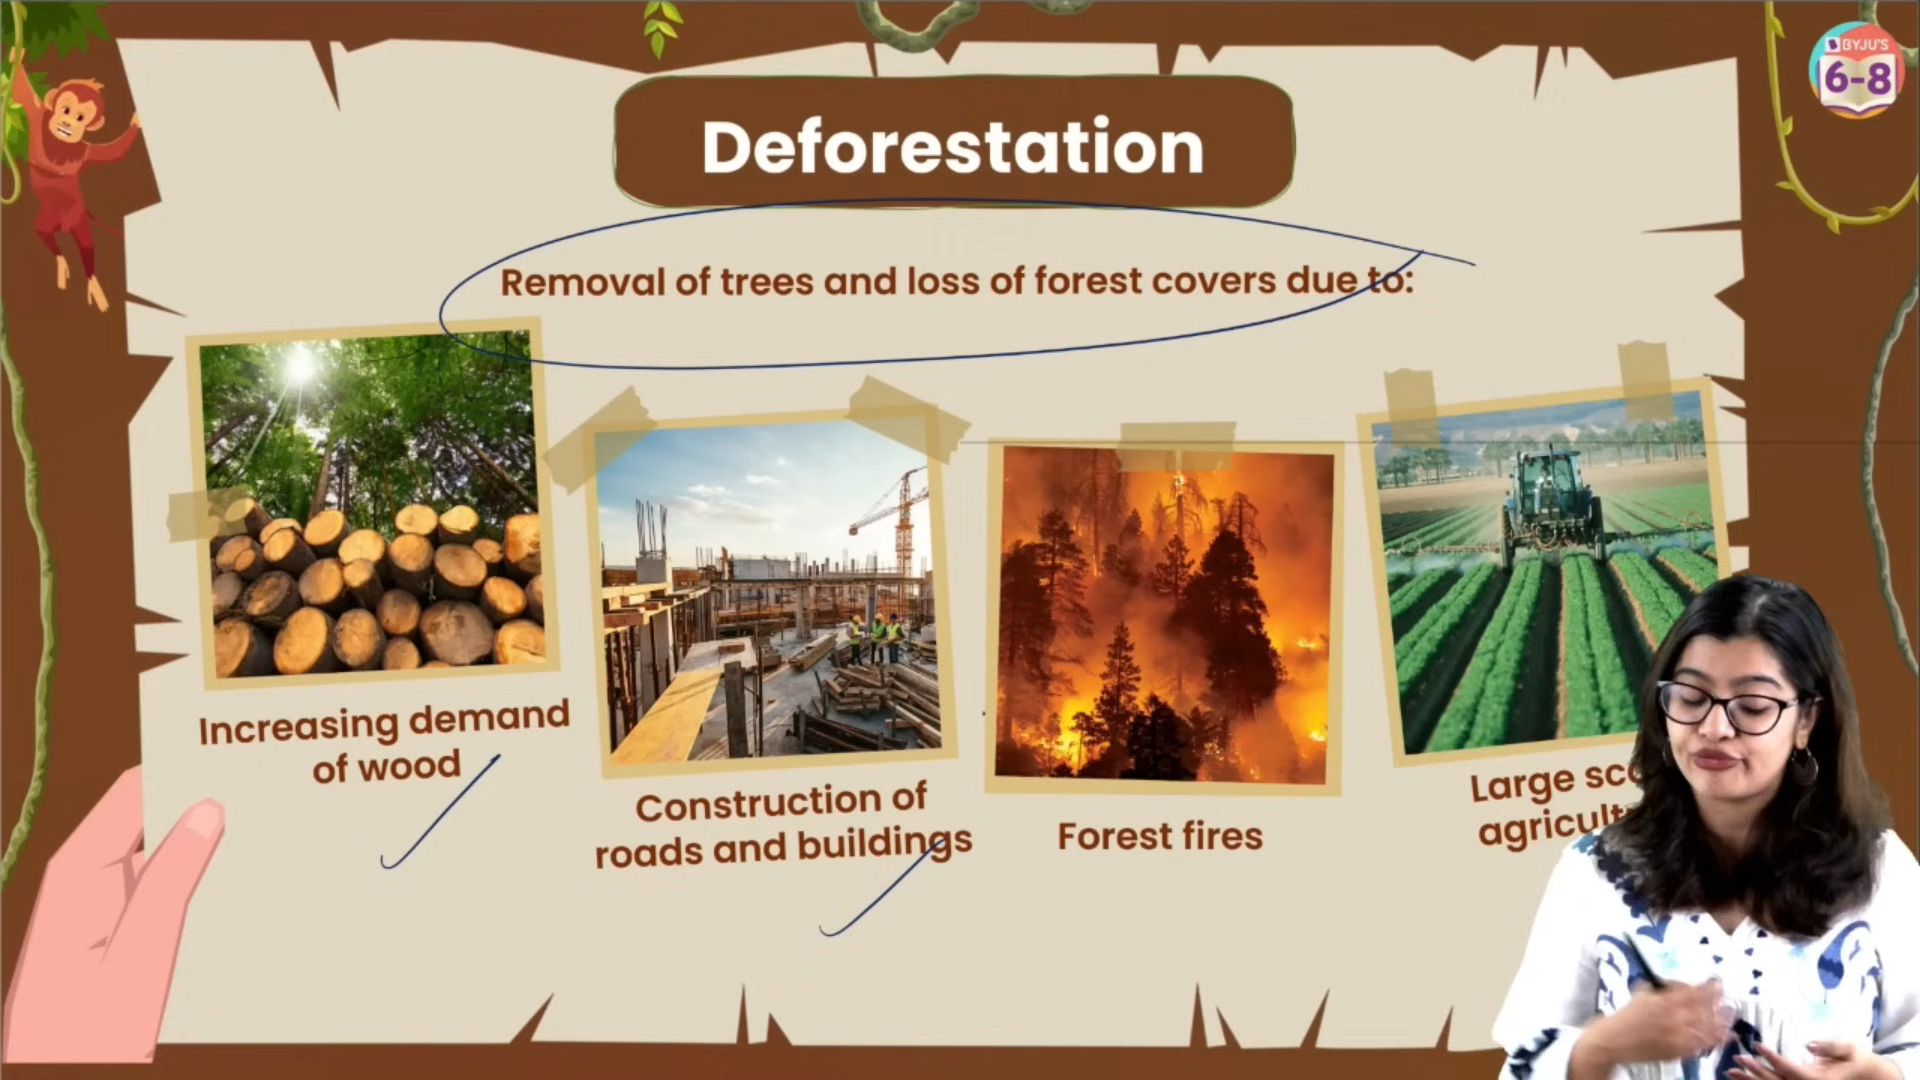 BYJU'S
6-8
Deforestation
Removal of trees and loss of forest covers due to:
Increasing demand
of wood
Construction of
roads and buildings
Forest fires
Large